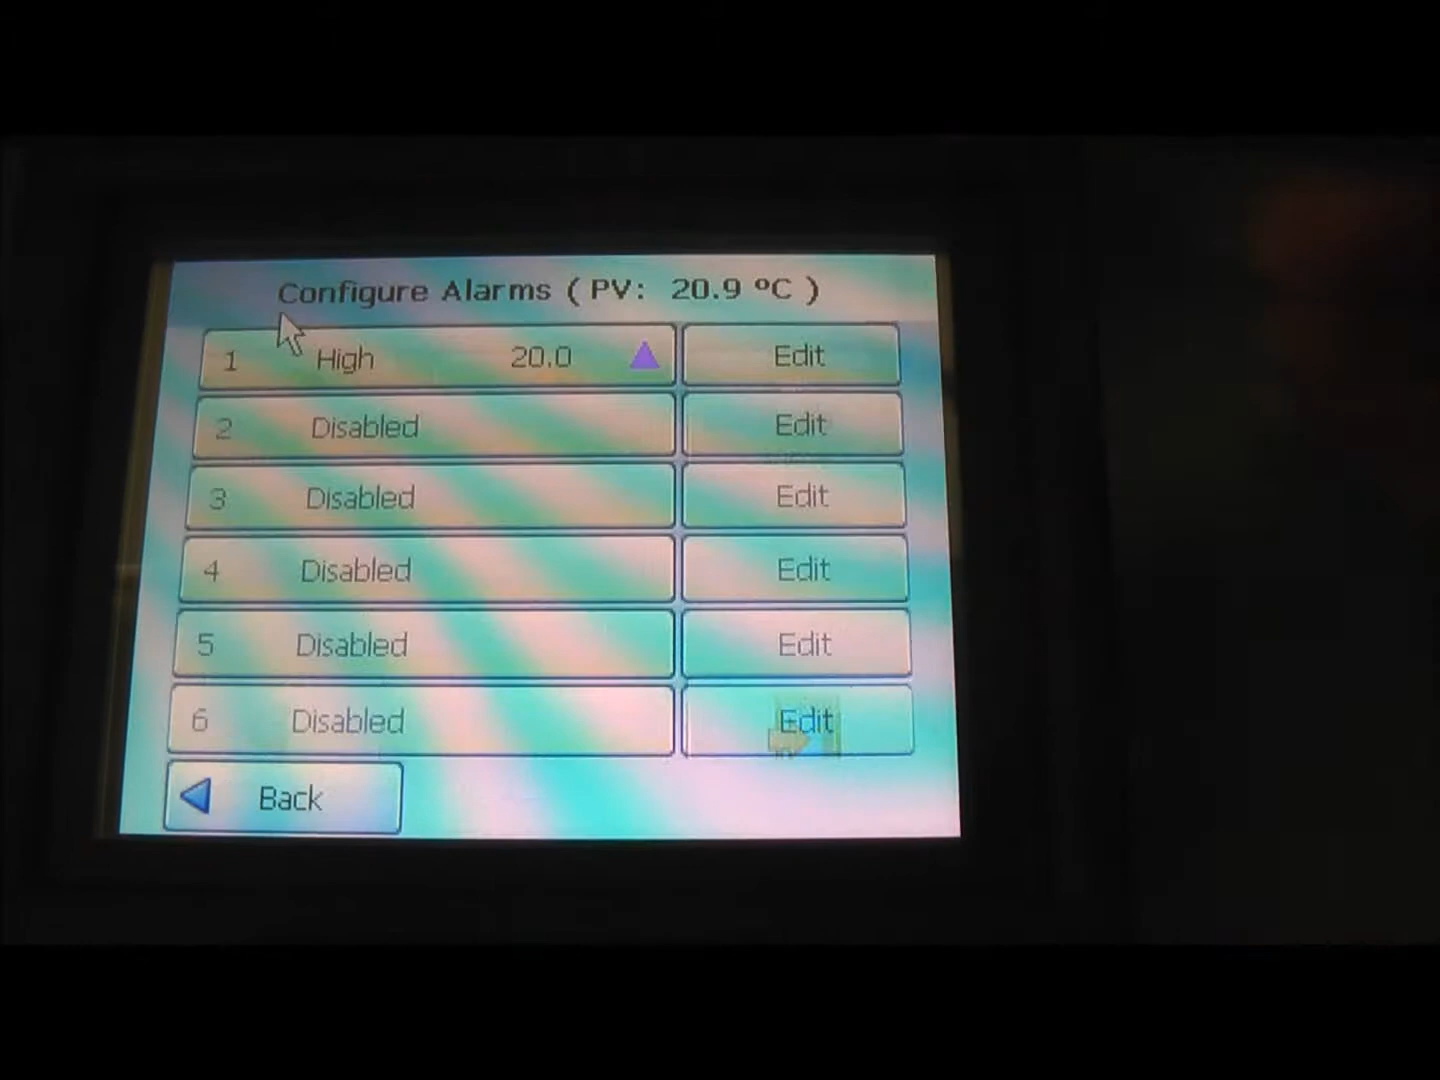 Configure Alarms ( PV: 20.9 ºC )
1 High 20.0 Edit
2 Disabled Edit
3 Disabled Edit
4 Disabled Edit
5 Disabled Edit
6 Disabled Edit
Back